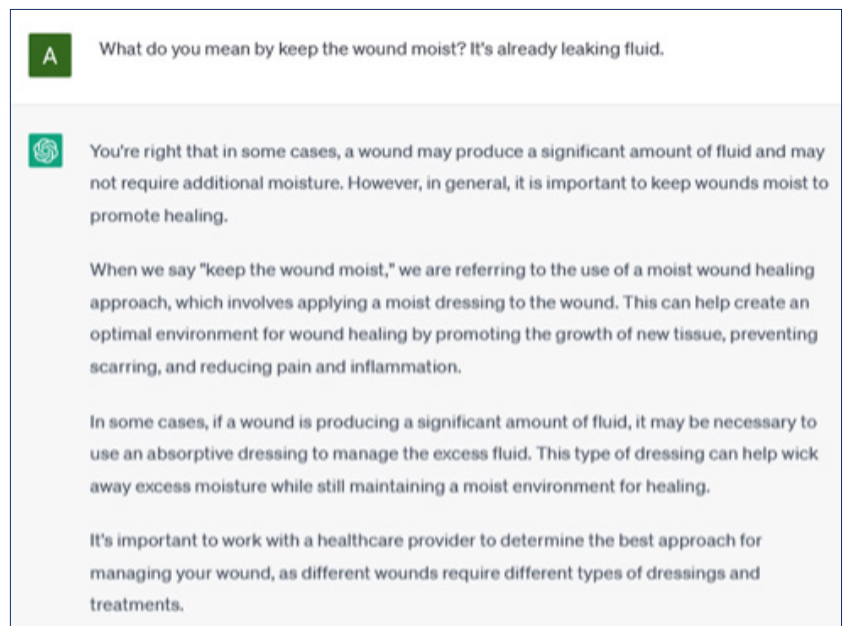 A
What do you mean by keep the wound moist? It's already leaking fluid.
You're right that in some cases, a wound may produce a significant amount of fluid and may
not require additional moisture. However, in general, it is important to keep wounds moist to
promote healing.
When we say "keep the wound moist," we are referring to the use of a moist wound healing
approach, which involves applying a moist dressing to the wound. This can help create an
optimal environment for wound healing by promoting the growth of new tissue, preventing
scarring, and reducing pain and inflammation.
In some cases, if a wound is producing a significant amount of fluid, it may be necessary to
use an absorptive dressing to manage the excess fluid. This type of dressing can help wick
away excess moisture while still maintaining a moist environment for healing.
It's important to work with a healthcare provider to determine the best approach for
managing your wound, as different wounds require different types of dressings and
treatments.